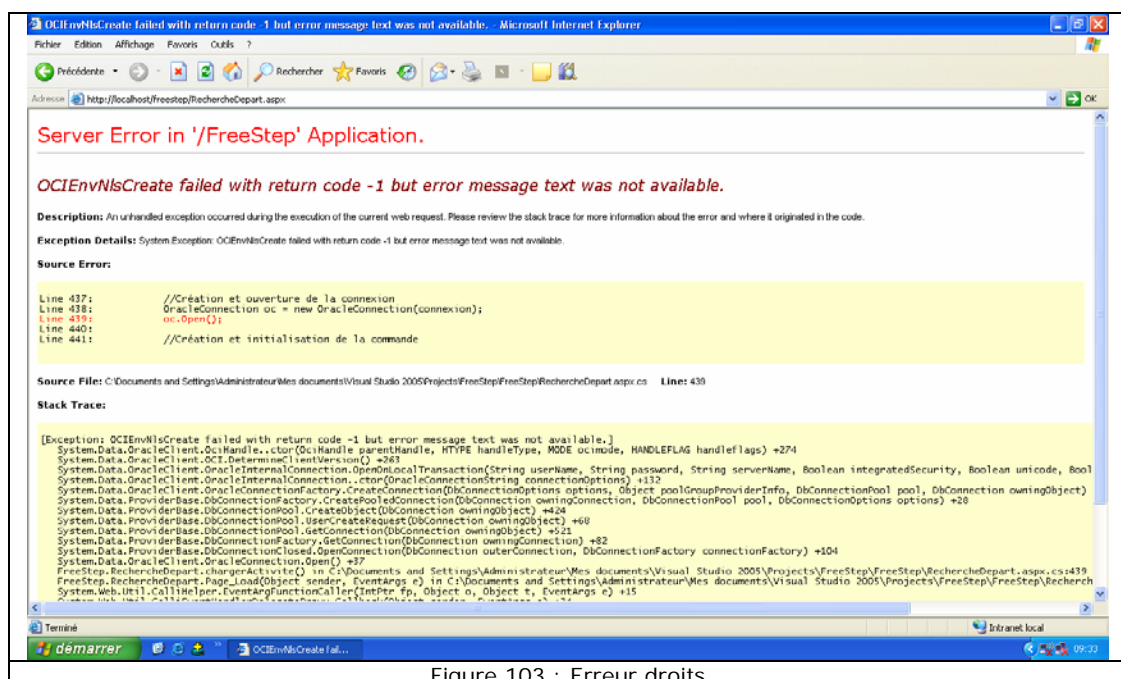 OCIEnvNlsCreate failed with return code -1 but error message text was not available. - Microsoft Internet Explorer
Fichier Edition Affichage Favoris Outils ?
Précédente Rechercher Favoris
Adresse http://localhost/freestep/RechercheDepart.aspx OK
Server Error in '/FreeStep' Application.
OCIEnvNlsCreate failed with return code -1 but error message text was not available.
Description: An unhandled exception occurred during the execution of the current web request. Please review the stack trace for more information about the error and where it originated in the code.
Exception Details: System.Exception: OCIEnvNlsCreate failed with return code -1 but error message text was not available.
Source Error:
Line 437: //Création et ouverture de la connexion
Line 438: OracleConnection oc = new OracleConnection(connexion);
Line 439: oc.Open();
Line 440:
Line 441: //Création et initialisation de la commande
Source File: C:\Documents and Settings\Administrateur\Mes documents\Visual Studio 2005\Projects\FreeStep\FreeStep\RechercheDepart.aspx.cs Line: 439
Stack Trace:
[Exception: OCIEnvNlsCreate failed with return code -1 but error message text was not available.]
System.Data.OracleClient.OciHandle..ctor(OciHandle parentHandle, HTYPE handleType, MODE ocimode, HANDLEFLAG handleflags) +274
System.Data.OracleClient.OCI.DetermineClientVersion() +263
System.Data.OracleClient.OracleInternalConnection.OpenOnLocalTransaction(String userName, String password, String serverName, Boolean integratedSecurity, Boolean unicode, Bool
System.Data.OracleClient.OracleInternalConnection..ctor(OracleConnectionString connectionOptions) +132
System.Data.OracleClient.OracleConnectionFactory.CreateConnection(DbConnectionOptions options, Object poolGroupProviderInfo, DbConnectionPool pool, DbConnection owningObject)
System.Data.ProviderBase.DbConnectionFactory.CreatePooledConnection(DbConnection owningConnection, DbConnectionPool pool, DbConnectionOptions options) +28
System.Data.ProviderBase.DbConnectionPool.CreateObject(DbConnection owningObject) +424
System.Data.ProviderBase.DbConnectionPool.UserCreateRequest(DbConnection owningObject) +68
System.Data.ProviderBase.DbConnectionPool.GetConnection(DbConnection owningObject) +521
System.Data.ProviderBase.DbConnectionFactory.GetConnection(DbConnection owningConnection) +82
System.Data.ProviderBase.DbConnectionClosed.OpenConnection(DbConnection outerConnection, DbConnectionFactory connectionFactory) +104
System.Data.OracleClient.OracleConnection.Open() +37
FreeStep.RechercheDepart.chargerActivite() in C:\Documents and Settings\Administrateur\Mes documents\Visual Studio 2005\Projects\FreeStep\FreeStep\RechercheDepart.aspx.cs:439
FreeStep.RechercheDepart.Page_Load(Object sender, EventArgs e) in C:\Documents and Settings\Administrateur\Mes documents\Visual Studio 2005\Projects\FreeStep\FreeStep\Recherch
System.Web.Util.CalliHelper.EventArgFunctionCaller(IntPtr fp, Object o, Object t, EventArgs e) +15
Terminé Intranet local
démarrer OCIEnvNlsCreate fail... 09:33
Figure 103 : Erreur droits